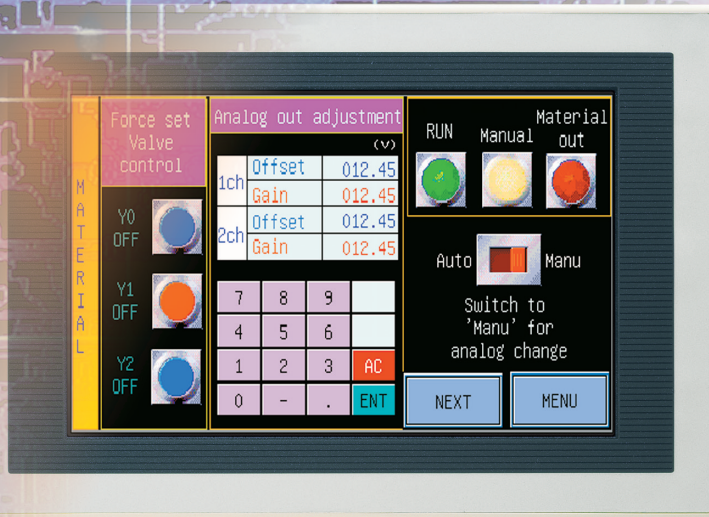 MATERIAL
Force set
Valve
control
Y0
OFF
Y1
OFF
Y2
OFF
Analog out adjustment
(V)
1ch Offset 012.45
Gain 012.45
2ch Offset 012.45
Gain 012.45
7 8 9
4 5 6
1 2 3 AC
0 - . ENT
RUN Manual Material
out
Auto Manu
Switch to
'Manu' for
analog change
NEXT MENU